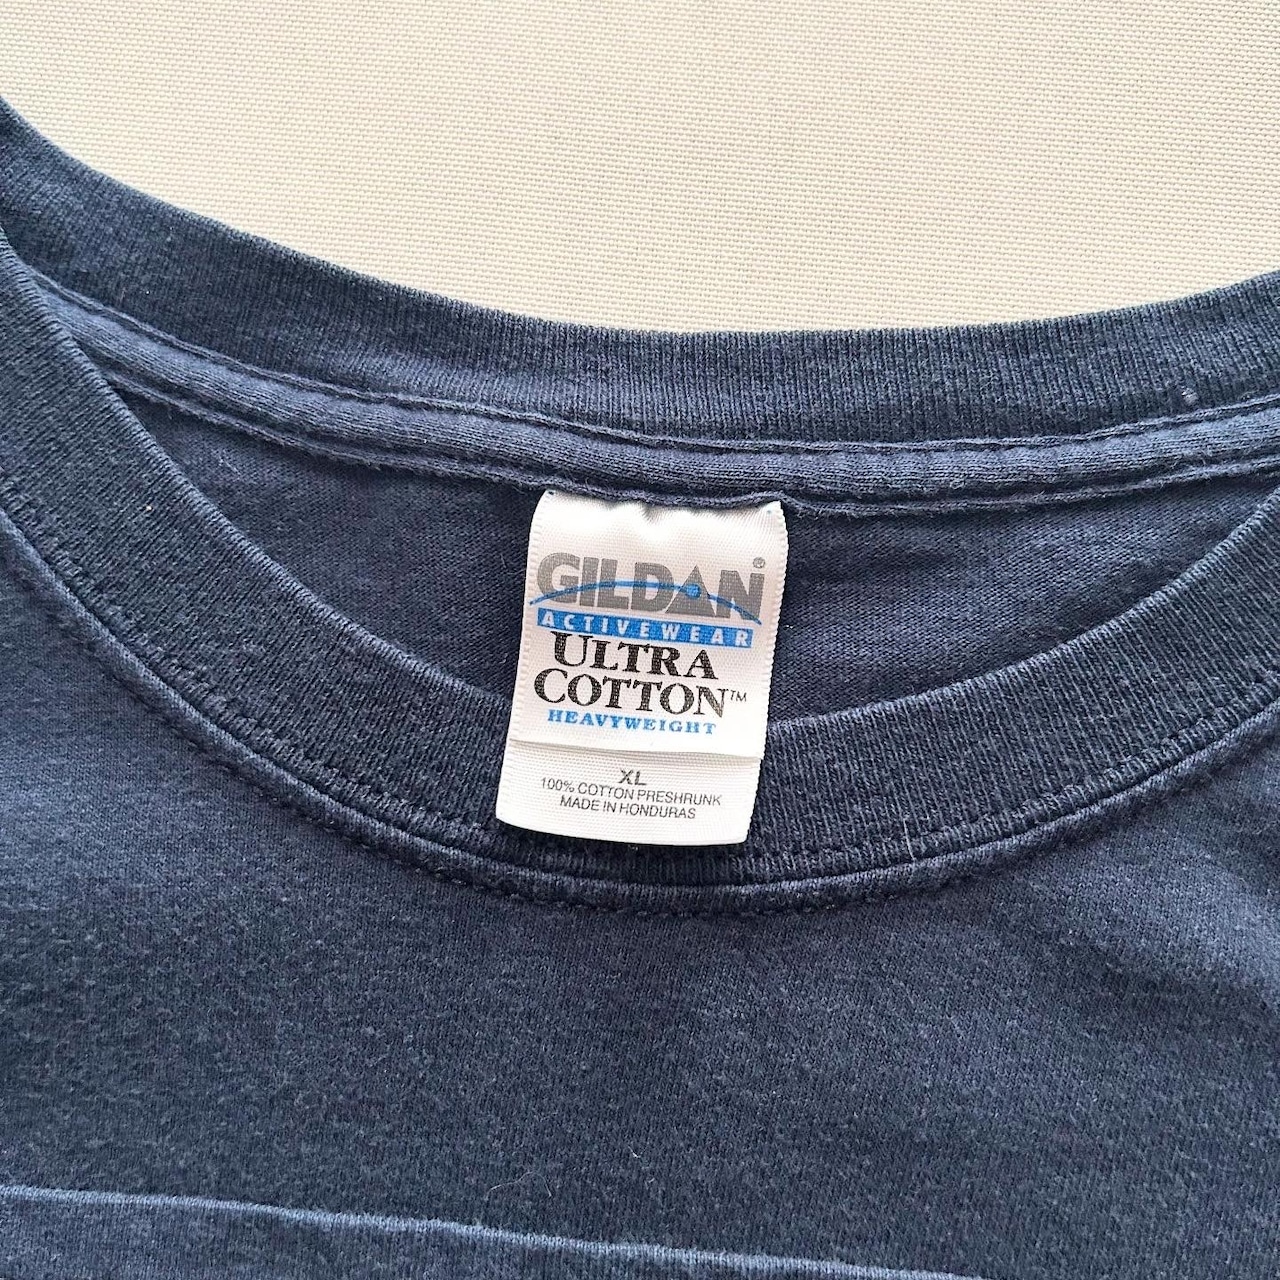 GILDAN®
ACTIVEWEAR
ULTRA
COTTON™
HEAVYWEIGHT
XL
100% COTTON PRESHRUNK
MADE IN HONDURAS